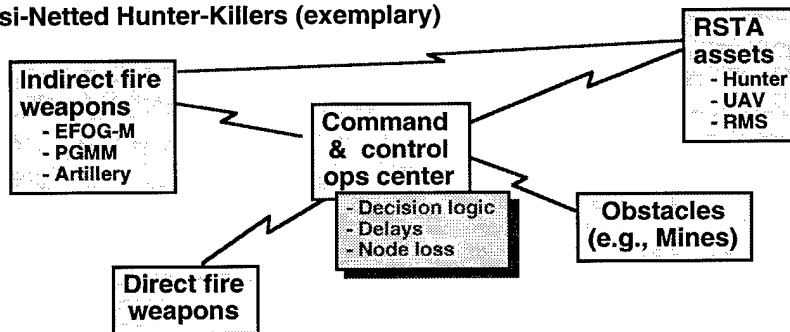 si-Netted Hunter-Killers (exemplary)
RSTA
assets
- Hunter
- UAV
- RMS
Indirect fire
weapons
- EFOG-M
- PGMM
- Artillery
Command
& control
ops center
- Decision logic
- Delays
- Node loss
Obstacles
(e.g., Mines)
Direct fire
weapons